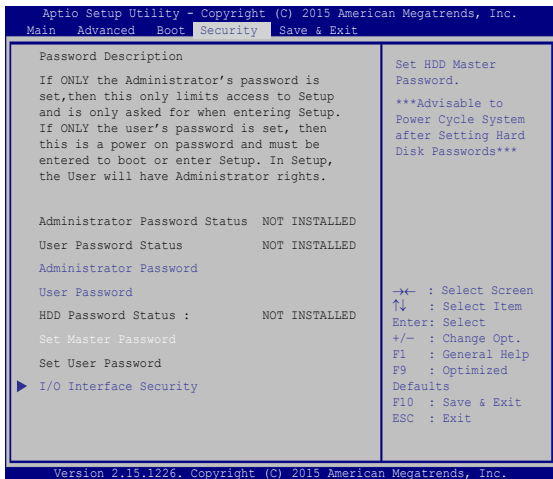 Aptio Setup Utility - Copyright (C) 2015 American Megatrends, Inc.
Main Advanced Boot Security Save & Exit
Password Description
If ONLY the Administrator's password is
set,then this only limits access to Setup
and is only asked for when entering Setup.
If ONLY the user's password is set, then
this is a power on password and must be
entered to boot or enter Setup. In Setup,
the User will have Administrator rights.
Administrator Password Status NOT INSTALLED
User Password Status NOT INSTALLED
Administrator Password
User Password
HDD Password Status : NOT INSTALLED
Set Master Password
Set User Password
I/O Interface Security
Set HDD Master
Password.
***Advisable to
Power Cycle System
after Setting Hard
Disk Passwords***
→← : Select Screen
↑↓ : Select Item
Enter: Select
+/— : Change Opt.
F1 : General Help
F9 : Optimized
Defaults
F10 : Save & Exit
ESC : Exit
Version 2.15.1226. Copyright (C) 2015 American Megatrends, Inc.